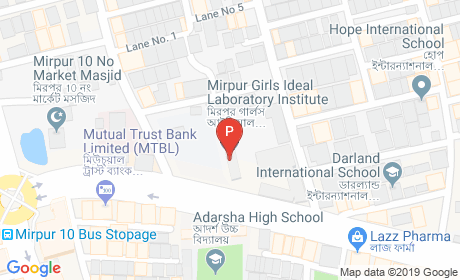 Lane No. 5
Lane No. 1
Hope International
School
হোপ
ইন্টারন্যাশনাল...
Mirpur 10 No
Market Masjid
মিরপুর 10 নং
মার্কেট মসজিদ
Mirpur Girls Ideal
Laboratory Institute
মিরপুর গার্লস
আইডিয়াল...
P
Mutual Trust Bank
Limited (MTBL)
মিউচুয়াল
ট্রাস্ট ব্যাংক...
Darland
International School
ডারল্যান্ড
ইন্টারন্যাশনাল...
Adarsha High School
আদর্শ উচ্চ
বিদ্যালয়
Mirpur 10 Bus Stopage
Lazz Pharma
লাজ ফার্মা
Map data ©2019 Google